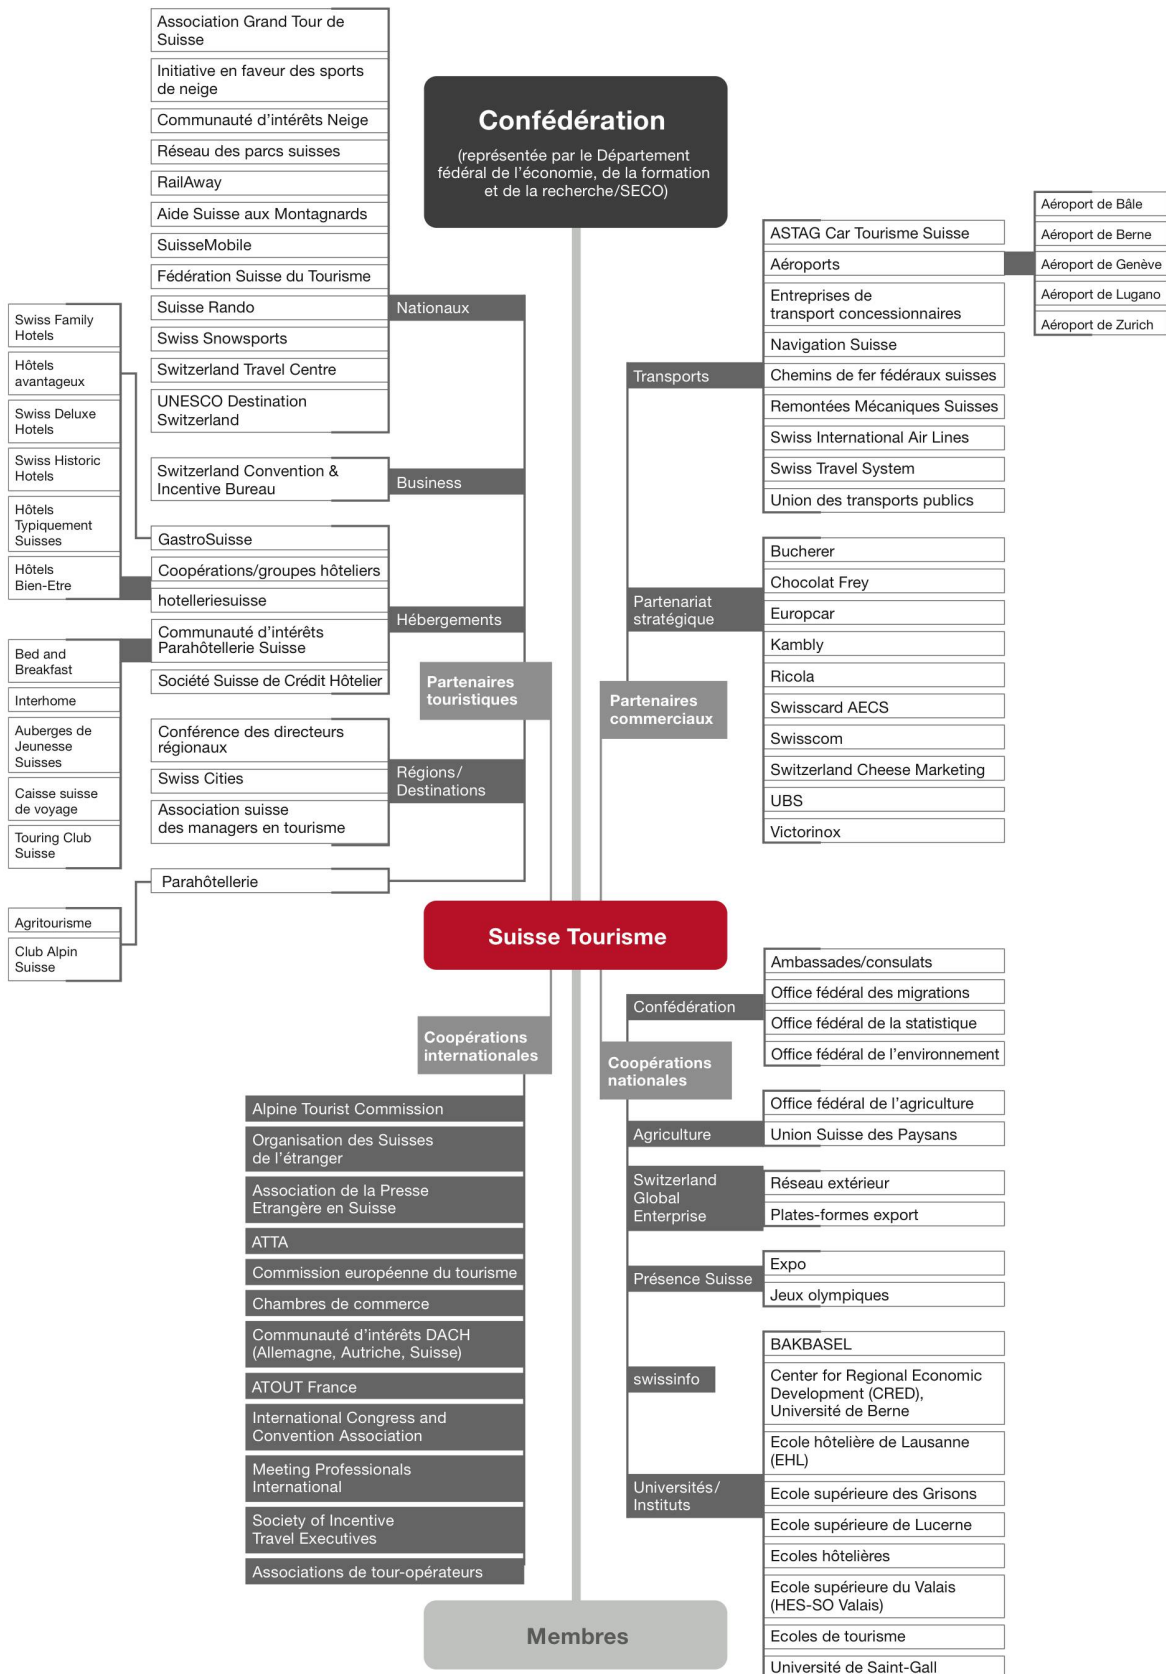 Association Grand Tour de
Suisse
Initiative en faveur des sports
de neige
Communauté d'intérêts Neige
Réseau des parcs suisses
RailAway
Aide Suisse aux Montagnards
SuisseMobile
Fédération Suisse du Tourisme
Suisse Rando
Swiss Snowsports
Switzerland Travel Centre
UNESCO Destination
Switzerland
Nationaux
Switzerland Convention &
Incentive Bureau
Business
GastroSuisse
Coopérations/groupes hôteliers
hotelleriesuisse
Communauté d'intérêts
Parahôtellerie Suisse
Société Suisse de Crédit Hôtelier
Hébergements
Swiss Family
Hotels
Hôtels
avantageux
Swiss Deluxe
Hotels
Swiss Historic
Hotels
Hôtels
Typiquement
Suisses
Hôtels
Bien-Etre
Bed and
Breakfast
Interhome
Auberges de
Jeunesse
Suisses
Caisse suisse
de voyage
Touring Club
Suisse
Conférence des directeurs
régionaux
Swiss Cities
Association suisse
des managers en tourisme
Régions/
Destinations
Parahôtellerie
Agritourisme
Club Alpin
Suisse
Partenaires
touristiques
Confédération
(représentée par le Département
fédéral de l'économie, de la formation
et de la recherche/SECO)
ASTAG Car Tourisme Suisse
Aéroports
Entreprises de
transport concessionnaires
Navigation Suisse
Chemins de fer fédéraux suisses
Remontées Mécaniques Suisses
Swiss International Air Lines
Swiss Travel System
Union des transports publics
Transports
Aéroport de Bâle
Aéroport de Berne
Aéroport de Genève
Aéroport de Lugano
Aéroport de Zurich
Bucherer
Chocolat Frey
Europcar
Kambly
Ricola
Swisscard AECS
Swisscom
Switzerland Cheese Marketing
UBS
Victorinox
Partenariat
stratégique
Partenaires
commerciaux
Suisse Tourisme
Coopérations
internationales
Alpine Tourist Commission
Organisation des Suisses
de l'étranger
Association de la Presse
Etrangère en Suisse
ATTA
Commission européenne du tourisme
Chambres de commerce
Communauté d'intérêts DACH
(Allemagne, Autriche, Suisse)
ATOUT France
International Congress and
Convention Association
Meeting Professionals
International
Society of Incentive
Travel Executives
Associations de tour-opérateurs
Coopérations
nationales
Confédération
Ambassades/consulats
Office fédéral des migrations
Office fédéral de la statistique
Office fédéral de l'environnement
Agriculture
Office fédéral de l'agriculture
Union Suisse des Paysans
Switzerland
Global
Enterprise
Réseau extérieur
Plates-formes export
Présence Suisse
Expo
Jeux olympiques
swissinfo
Universités/
Instituts
BAKBASEL
Center for Regional Economic
Development (CRED),
Université de Berne
Ecole hôtelière de Lausanne
(EHL)
Ecole supérieure des Grisons
Ecole supérieure de Lucerne
Ecoles hôtelières
Ecole supérieure du Valais
(HES-SO Valais)
Ecoles de tourisme
Université de Saint-Gall
Membres